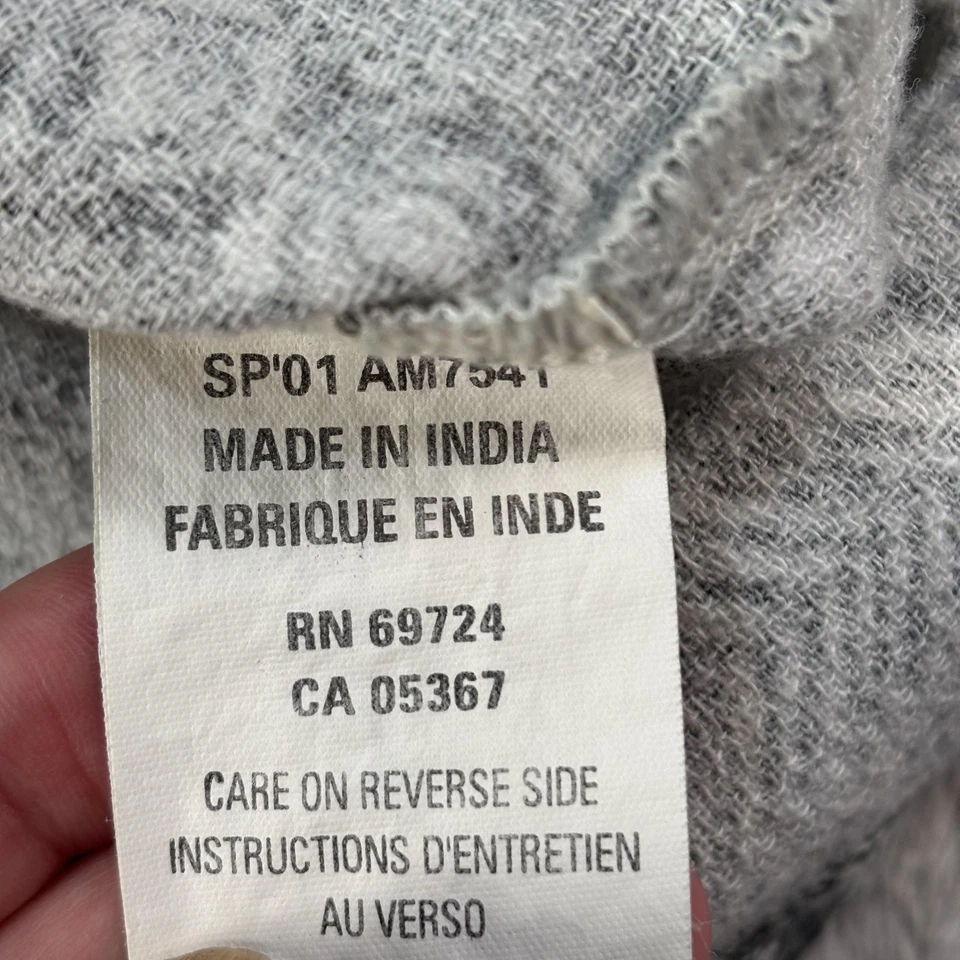 SP'01 AM7541
MADE IN INDIA
FABRIQUE EN INDE
RN 69724
CA 05367
CARE ON REVERSE SIDE
INSTRUCTIONS D'ENTRETIEN
AU VERSO